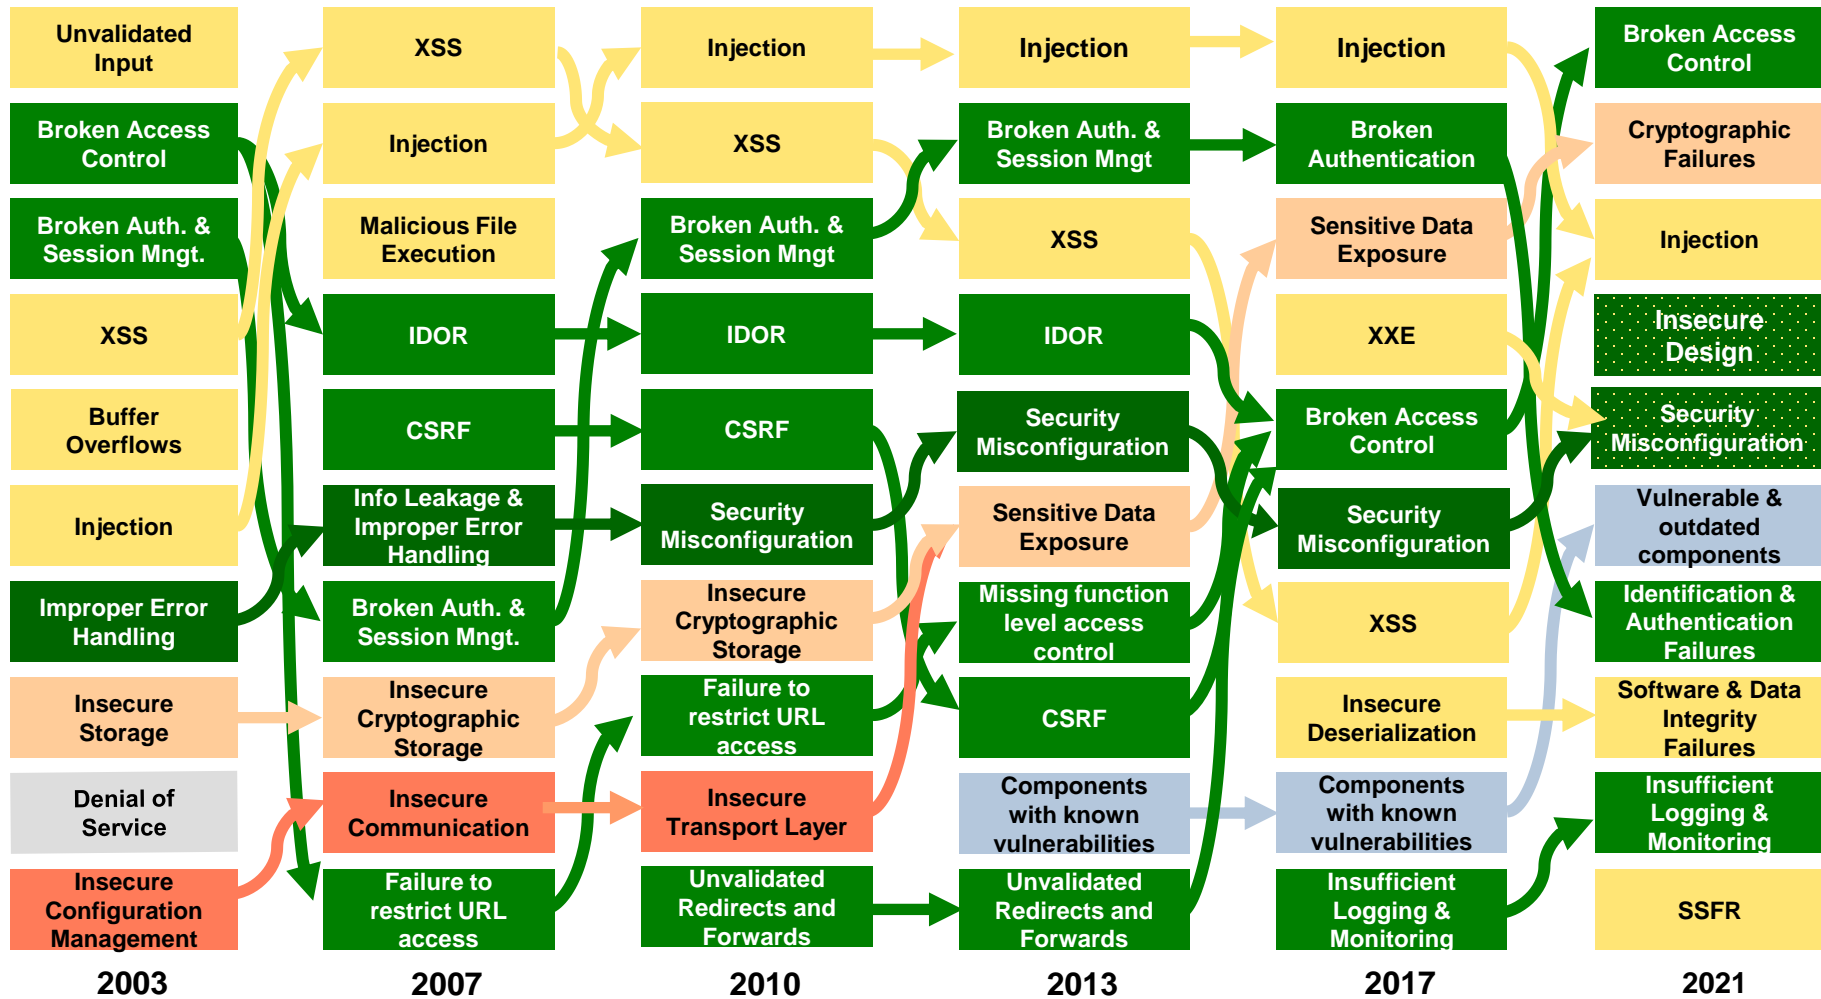 Unvalidated
Input
Broken Access
Control
Broken Auth. &
Session Mngt.
XSS
Buffer
Overflows
Injection
Improper Error
Handling
Insecure
Storage
Denial of
Service
Insecure
Configuration
Management
2003
XSS
Injection
Malicious File
Execution
IDOR
CSRF
Info Leakage &
Improper Error
Handling
Broken Auth. &
Session Mngt.
Insecure
Cryptographic
Storage
Insecure
Communication
Failure to
restrict URL
access
2007
Injection
XSS
Broken Auth. &
Session Mngt
IDOR
CSRF
Security
Misconfiguration
Insecure
Cryptographic
Storage
Failure to
restrict URL
access
Insecure
Transport Layer
Unvalidated
Redirects and
Forwards
2010
Injection
Broken Auth. &
Session Mngt
XSS
IDOR
Security
Misconfiguration
Sensitive Data
Exposure
Missing function
level access
control
CSRF
Components
with known
vulnerabilities
Unvalidated
Redirects and
Forwards
2013
Injection
Broken
Authentication
Sensitive Data
Exposure
XXE
Broken Access
Control
Security
Misconfiguration
XSS
Insecure
Deserialization
Components
with known
vulnerabilities
Insufficient
Logging &
Monitoring
2017
Broken Access
Control
Cryptographic
Failures
Injection
Insecure
Design
Security
Misconfiguration
Vulnerable &
outdated
components
Identification &
Authentication
Failures
Software & Data
Integrity
Failures
Insufficient
Logging &
Monitoring
SSFR
2021